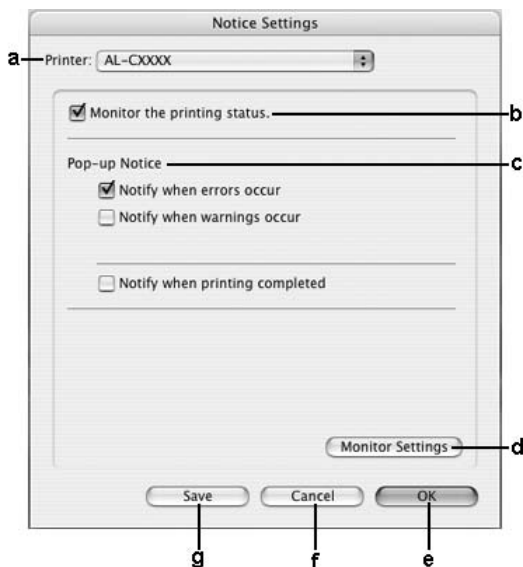 Notice Settings
a Printer: AL-CXXXX
Monitor the printing status. b
Pop-up Notice c
Notify when errors occur
Notify when warnings occur
Notify when printing completed
Monitor Settings d
Save Cancel OK
g f e